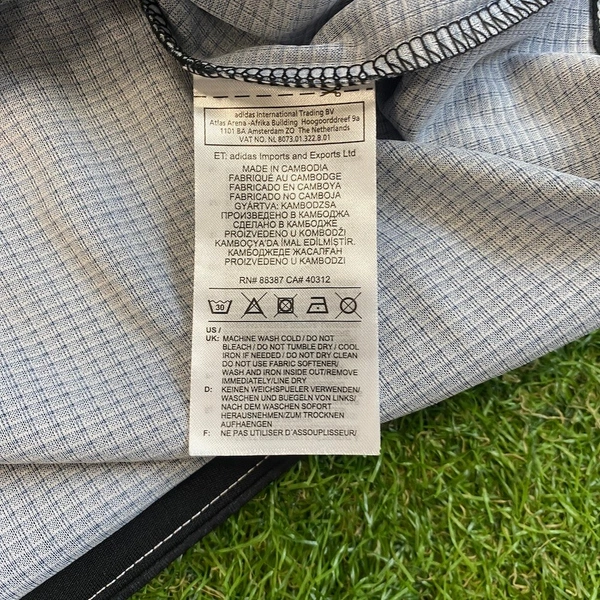 adidas International Trading BV
Atlas Arena -Afrika Building Hoogoorddreef 9a
1101 BA Amsterdam ZO The Netherlands
VAT NO. NL 8073.01.322.B.01
ET: adidas Imports and Exports Ltd
MADE IN CAMBODIA
FABRIQUÉ AU CAMBODGE
FABRICADO EN CAMBOYA
FABRICADO NO CAMBOJA
GYÁRTVA: KAMBODZSA
ПРОИЗВЕДЕНО В КАМБОДЖА
СДЕЛАНО В КАМБОДЖЕ
PROIZVEDENO U KOMBODŽI
KAMBOÇYA'DA İMAL EDİLMİŞTİR.
КАМБОДЖЕДЕ ЖАСАЛҒАН
PROIZVEDENO U KAMBODZI
RN# 88387 CA# 40312
30
US /
UK: MACHINE WASH COLD / DO NOT
BLEACH / DO NOT TUMBLE DRY / COOL
IRON IF NEEDED / DO NOT DRY CLEAN
DO NOT USE FABRIC SOFTENER/
WASH AND IRON INSIDE OUT/REMOVE
IMMEDIATELY/LINE DRY
D: KEINEN WEICHSPUELER VERWENDEN/
WASCHEN UND BUEGELN VON LINKS/
NACH DEM WASCHEN SOFORT
HERAUSNEHMEN/ZUM TROCKNEN
AUFHAENGEN
F: NE PAS UTILISER D'ASSOUPLISSEUR/